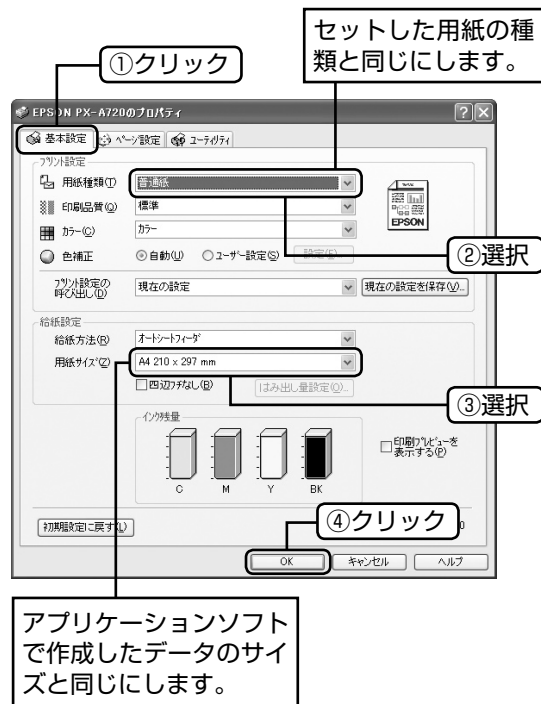 セットした用紙の種
類と同じにします。
①クリック
EPSON PX-A720のプロパティ
基本設定 ページ設定 ユーティリティ
プリント設定
用紙種類(T) 普通紙
印刷品質(Q) 標準
カラー(C) カラー
EPSON
色補正 自動(U) ユーザー設定(S)
②選択
プリント設定の
呼び出し(D)
現在の設定 現在の設定を保存(V)...
給紙設定
給紙方法(R) オートシートフィーダ
用紙サイズ(Z) A4 210 x 297 mm
四辺フチなし(B) はみ出し量設定(O)...
③選択
インク残量
C M Y BK
印刷プレビューを
表示する(P)
初期設定に戻す(L)
④クリック
0
OK キャンセル ヘルプ
アプリケーションソフト
で作成したデータのサイ
ズと同じにします。